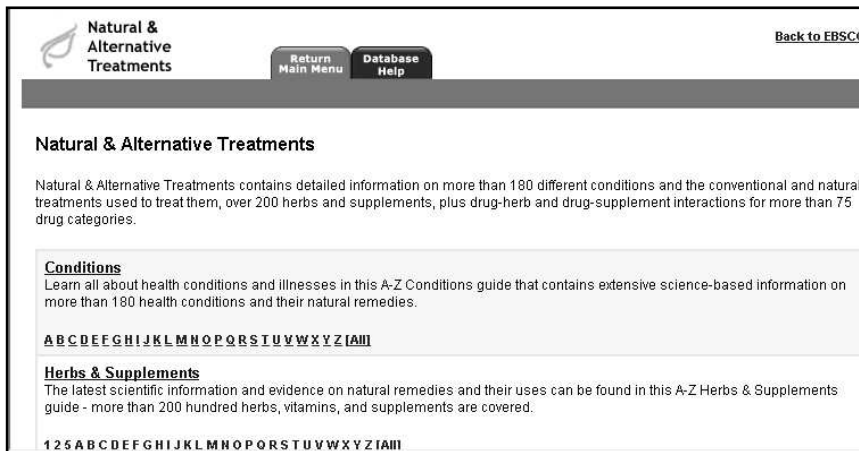 Natural &
Alternative
Treatments
Back to EBSCO
Return
Main Menu
Database
Help
Natural & Alternative Treatments
Natural & Alternative Treatments contains detailed information on more than 180 different conditions and the conventional and natural
treatments used to treat them, over 200 herbs and supplements, plus drug-herb and drug-supplement interactions for more than 75
drug categories.
Conditions
Learn all about health conditions and illnesses in this A-Z Conditions guide that contains extensive science-based information on
more than 180 health conditions and their natural remedies.
A B C D E F G H I J K L M N O P Q R S T U V W X Y Z [All]
Herbs & Supplements
The latest scientific information and evidence on natural remedies and their uses can be found in this A-Z Herbs & Supplements
guide - more than 200 hundred herbs, vitamins, and supplements are covered.
1 2 5 A B C D E F G H I J K L M N O P Q R S T U V W X Y Z [All]